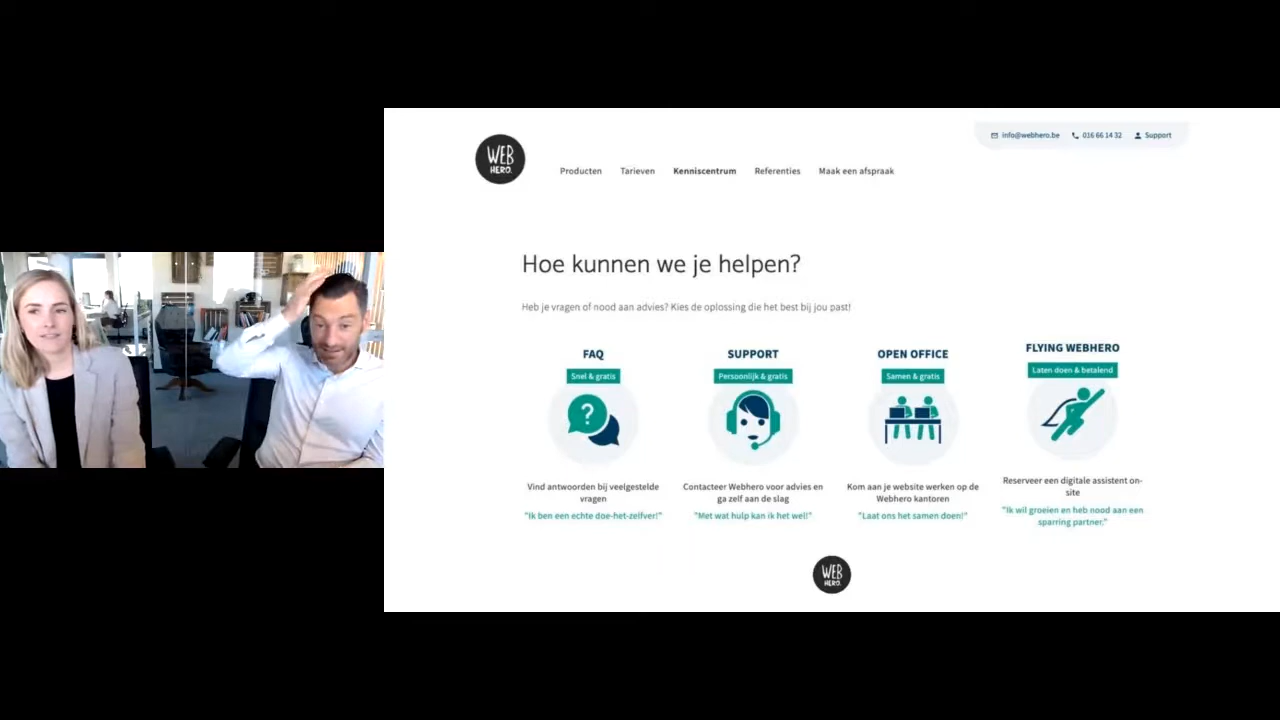 info@webhero.be 016 66 14 32 Support
WEB
HERO.
Producten Tarieven Kenniscentrum Referenties Maak een afspraak
Hoe kunnen we je helpen?
Heb je vragen of nood aan advies? Kies de oplossing die het best bij jou past!
FAQ
Snel & gratis
?
Vind antwoorden bij veelgestelde
vragen
"Ik ben een echte doe-het-zelfver!"
SUPPORT
Persoonlijk & gratis
Contacteer Webhero voor advies en
ga zelf aan de slag
"Met wat hulp kan ik het wel!"
OPEN OFFICE
Samen & gratis
Kom aan je website werken op de
Webhero kantoren
"Laat ons het samen doen!"
FLYING WEBHERO
Laten doen & betalend
Reserveer een digitale assistent on-
site
"Ik wil groeien en heb nood aan een
sparring partner."
WEB
HERO.